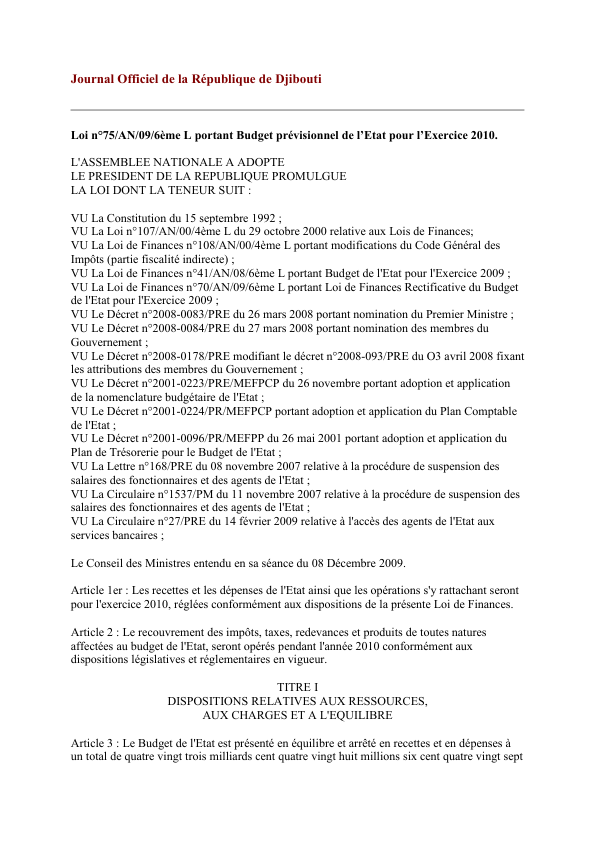 Journal Officiel de la République de Djibouti
Loi n°75/AN/09/6ème L portant Budget prévisionnel de l’Etat pour l’Exercice 2010.
L'ASSEMBLEE NATIONALE A ADOPTE
LE PRESIDENT DE LA REPUBLIQUE PROMULGUE
LA LOI DONT LA TENEUR SUIT :
VU La Constitution du 15 septembre 1992 ;
VU La Loi n°107/AN/00/4ème L du 29 octobre 2000 relative aux Lois de Finances;
VU La Loi de Finances n°108/AN/00/4ème L portant modifications du Code Général des
Impôts (partie fiscalité indirecte) ;
VU La Loi de Finances n°41/AN/08/6ème L portant Budget de l'Etat pour l'Exercice 2009 ;
VU La Loi de Finances n°70/AN/09/6ème L portant Loi de Finances Rectificative du Budget
de l'Etat pour l'Exercice 2009 ;
VU Le Décret n°2008-0083/PRE du 26 mars 2008 portant nomination du Premier Ministre ;
VU Le Décret n°2008-0084/PRE du 27 mars 2008 portant nomination des membres du
Gouvernement ;
VU Le Décret n°2008-0178/PRE modifiant le décret n°2008-093/PRE du O3 avril 2008 fixant
les attributions des membres du Gouvernement ;
VU Le Décret n°2001-0223/PRE/MEFPCP du 26 novembre portant adoption et application
de la nomenclature budgétaire de l'Etat ;
VU Le Décret n°2001-0224/PR/MEFPCP portant adoption et application du Plan Comptable
de l'Etat ;
VU Le Décret n°2001-0096/PR/MEFPP du 26 mai 2001 portant adoption et application du
Plan de Trésorerie pour le Budget de l'Etat ;
VU La Lettre n°168/PRE du 08 novembre 2007 relative à la procédure de suspension des
salaires des fonctionnaires et des agents de l'Etat ;
VU La Circulaire n°1537/PM du 11 novembre 2007 relative à la procédure de suspension des
salaires des fonctionnaires et des agents de l'Etat ;
VU La Circulaire n°27/PRE du 14 février 2009 relative à l'accès des agents de l'Etat aux
services bancaires ;
Le Conseil des Ministres entendu en sa séance du 08 Décembre 2009.
Article 1er : Les recettes et les dépenses de l'Etat ainsi que les opérations s'y rattachant seront
pour l'exercice 2010, réglées conformément aux dispositions de la présente Loi de Finances.
Article 2 : Le recouvrement des impôts, taxes, redevances et produits de toutes natures
affectées au budget de l'Etat, seront opérés pendant l'année 2010 conformément aux
dispositions législatives et réglementaires en vigueur.
TITRE I
DISPOSITIONS RELATIVES AUX RESSOURCES,
AUX CHARGES ET A L'EQUILIBRE
Article 3 : Le Budget de l'Etat est présenté en équilibre et arrêté en recettes et en dépenses à
un total de quatre vingt trois milliards cent quatre vingt huit millions six cent quatre vingt sept